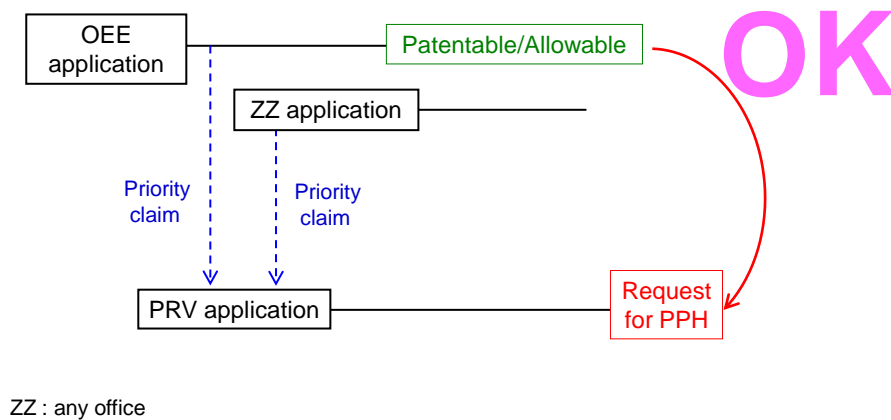 OEE
application
Patentable/Allowable
OK
ZZ application
Priority
claim
Priority
claim
PRV application
Request
for PPH
ZZ : any office